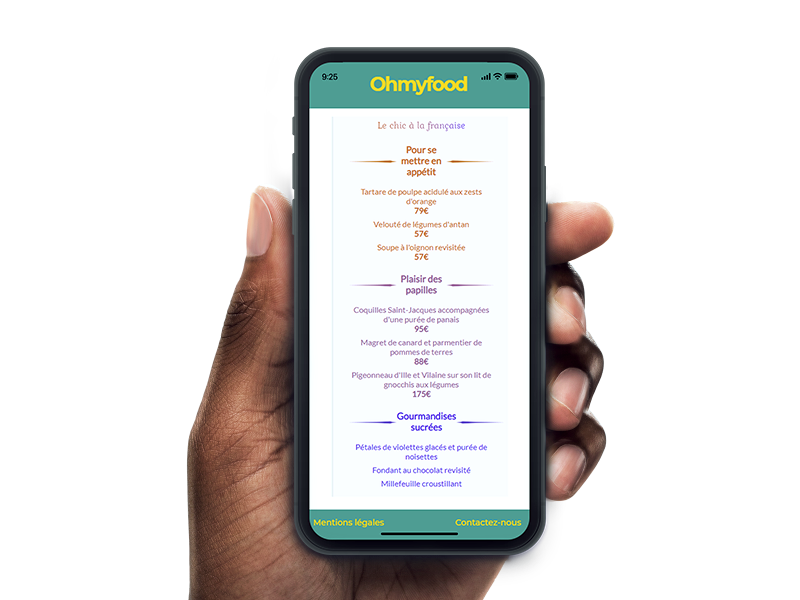 9:25
Ohmyfood
Le chic à la française
Pour se
mettre en
appétit
Tartare de poulpe acidulé aux zests
d'orange
79€
Velouté de légumes d'antan
57€
Soupe à l'oignon revisitée
57€
Plaisir des
papilles
Coquilles Saint-Jacques accompagnées
d'une purée de panais
95€
Magret de canard et parmentier de
pommes de terres
88€
Pigeonneau d'Ille et Vilaine sur son lit de
gnocchis aux légumes
175€
Gourmandises
sucrées
Pétales de violettes glacés et purée de
noisettes
Fondant au chocolat revisité
Millefeuille croustillant
Mentions légales
Contactez-nous